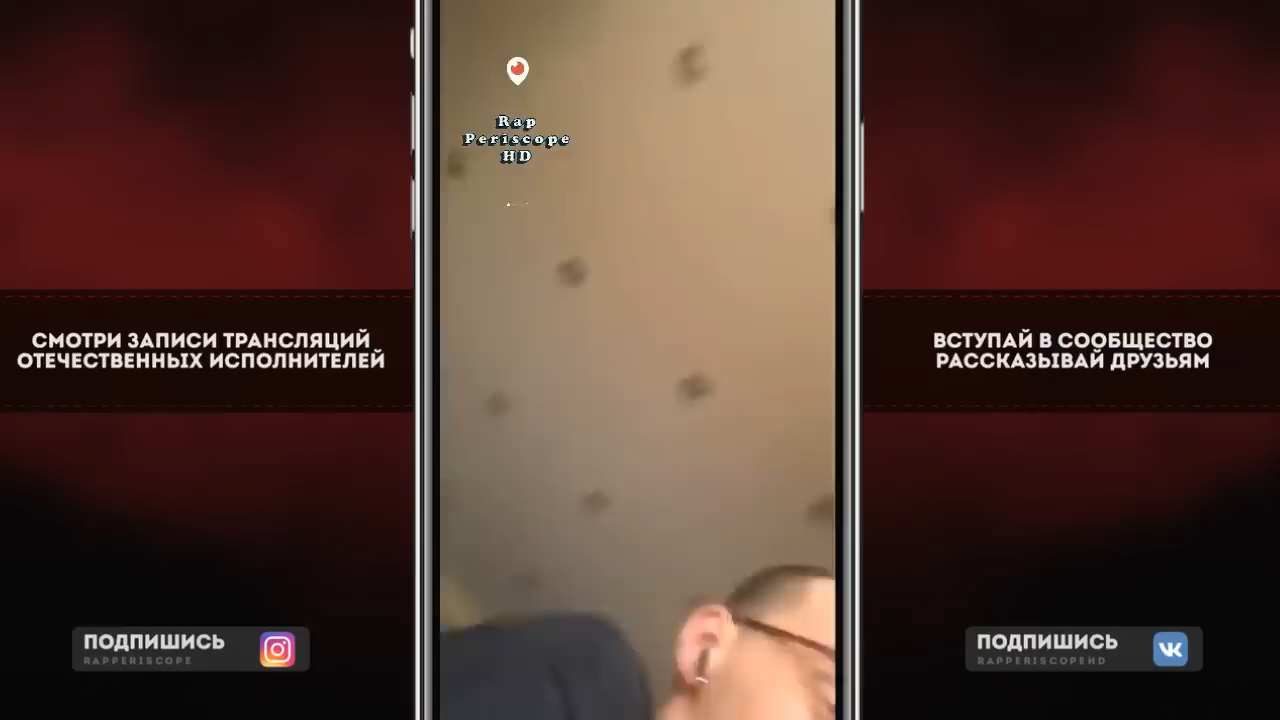 Rap
Periscope
HD
СМОТРИ ЗАПИСИ ТРАНСЛЯЦИЙ
ОТЕЧЕСТВЕННЫХ ИСПОЛНИТЕЛЕЙ
ВСТУПАЙ В СООБЩЕСТВО
РАССКАЗЫВАЙ ДРУЗЬЯМ
ПОДПИШИСЬ
RAPPERISCOPE
ПОДПИШИСЬ
RAPPERISCOPEHD